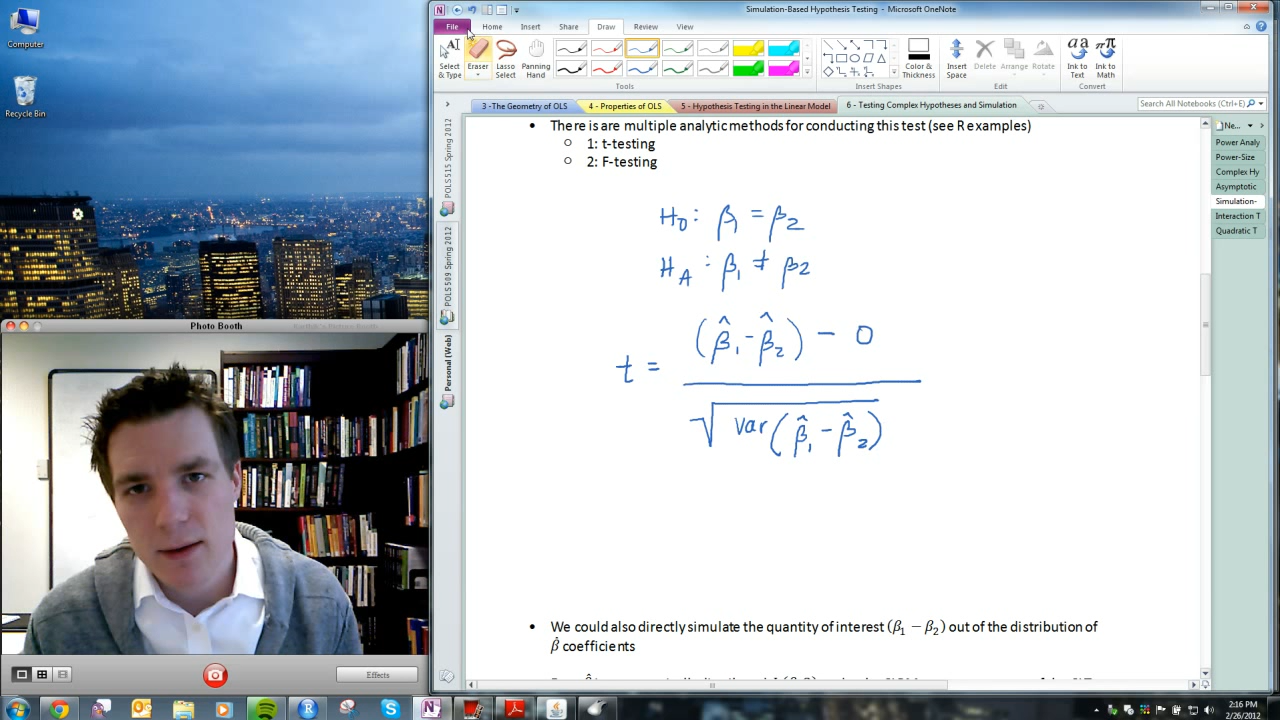 Simulation-Based Hypothesis Testing - Microsoft OneNote
File Home Insert Share Draw Review View
Select & Type
Eraser
Lasso Select
Panning Hand
Color & Thickness
Insert Space
Delete
Arrange
Rotate
Ink to Text
Ink to Math
Tools
Insert Shapes
Edit
Convert
3 -The Geometry of OLS
4 - Properties of OLS
5 - Hypothesis Testing in the Linear Model
6 - Testing Complex Hypotheses and Simulation
Search All Notebooks (Ctrl+E)
Computer
Recycle Bin
POLS 515 Spring 2012
POLS 509 Spring 2012
Personal (Web)
• There is are multiple analytic methods for conducting this test (see R examples)
○ 1: t-testing
○ 2: F-testing
H₀: β₁ = β₂
H_A : β₁ ≠ β₂
(β̂₁ - β̂₂) - 0
t =
√var(β̂₁ - β̂₂)
• We could also directly simulate the quantity of interest (β₁ − β₂) out of the distribution of
β̂ coefficients
Ne...
Power Analy
Power-Size
Complex Hy
Asymptotic
Simulation-
Interaction T
Quadratic T
Photo Booth
Effects
2:16 PM
2/26/2012